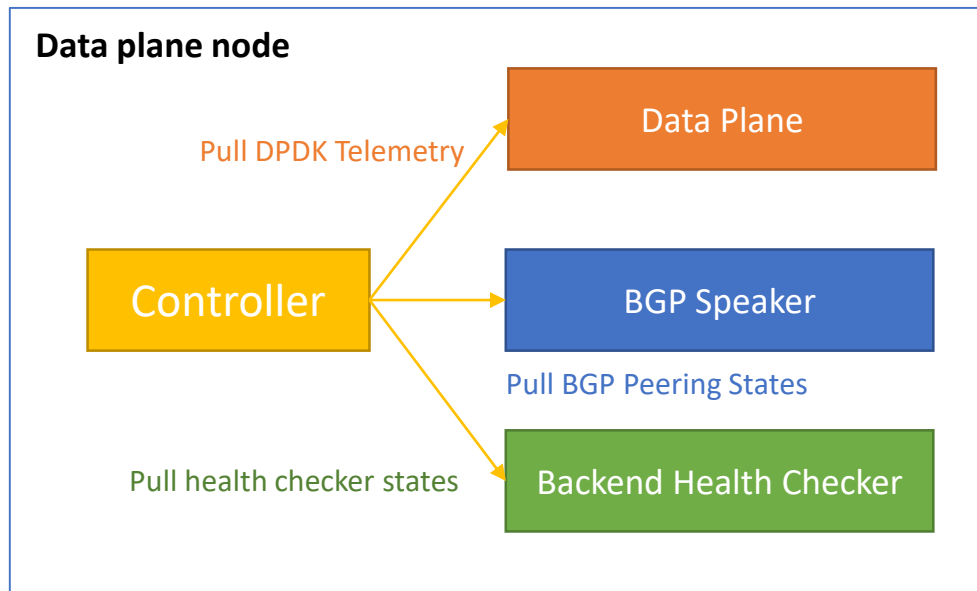 Data plane node
Data Plane
Pull DPDK Telemetry
Controller
BGP Speaker
Pull BGP Peering States
Pull health checker states
Backend Health Checker